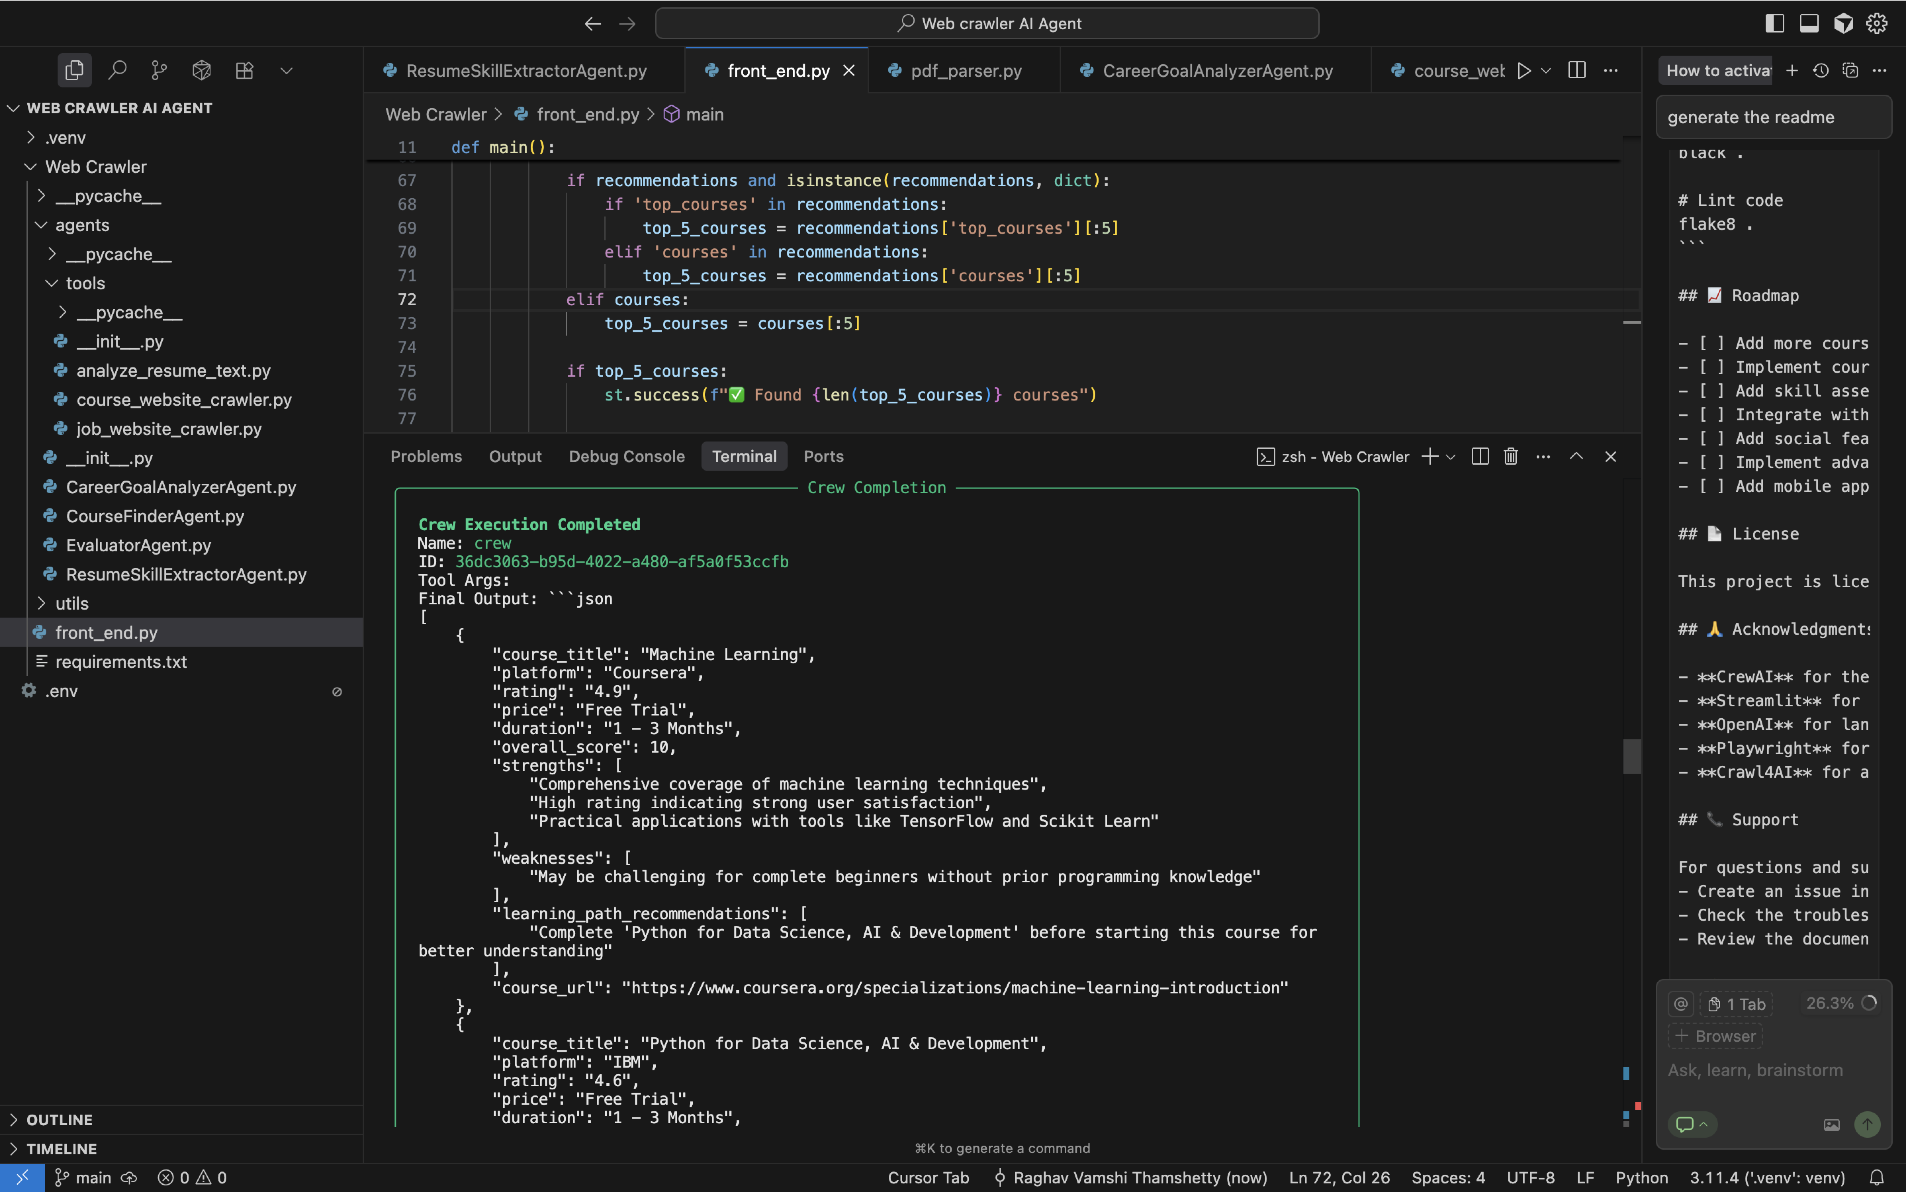 Web crawler AI Agent
WEB CRAWLER AI AGENT
.venv
Web Crawler
__pycache__
agents
__pycache__
tools
__pycache__
__init__.py
analyze_resume_text.py
course_website_crawler.py
job_website_crawler.py
__init__.py
CareerGoalAnalyzerAgent.py
CourseFinderAgent.py
EvaluatorAgent.py
ResumeSkillExtractorAgent.py
utils
front_end.py
requirements.txt
.env
OUTLINE
TIMELINE
ResumeSkillExtractorAgent.py
front_end.py
pdf_parser.py
CareerGoalAnalyzerAgent.py
course_web
Web Crawler > front_end.py > main
11 def main():
67 if recommendations and isinstance(recommendations, dict):
68 if 'top_courses' in recommendations:
69 top_5_courses = recommendations['top_courses'][:5]
70 elif 'courses' in recommendations:
71 top_5_courses = recommendations['courses'][:5]
72 elif courses:
73 top_5_courses = courses[:5]
74
75 if top_5_courses:
76 st.success(f"✅ Found {len(top_5_courses)} courses")
77
Problems Output Debug Console Terminal Ports
zsh - Web Crawler
Crew Completion
Crew Execution Completed
Name: crew
ID: 36dc3063-b95d-4022-a480-af5a0f53ccfb
Tool Args:
Final Output: ```json
[
{
"course_title": "Machine Learning",
"platform": "Coursera",
"rating": "4.9",
"price": "Free Trial",
"duration": "1 - 3 Months",
"overall_score": 10,
"strengths": [
"Comprehensive coverage of machine learning techniques",
"High rating indicating strong user satisfaction",
"Practical applications with tools like TensorFlow and Scikit Learn"
],
"weaknesses": [
"May be challenging for complete beginners without prior programming knowledge"
],
"learning_path_recommendations": [
"Complete 'Python for Data Science, AI & Development' before starting this course for
better understanding"
],
"course_url": "https://www.coursera.org/specializations/machine-learning-introduction"
},
{
"course_title": "Python for Data Science, AI & Development",
"platform": "IBM",
"rating": "4.6",
"price": "Free Trial",
"duration": "1 - 3 Months",
⌘K to generate a command
How to activa
generate the readme
black .
# Lint code
flake8 .
```
## 📈 Roadmap
- [ ] Add more cours
- [ ] Implement cour
- [ ] Add skill asse
- [ ] Integrate with
- [ ] Add social fea
- [ ] Implement adva
- [ ] Add mobile app
## 📄 License
This project is lice
## 🙏 Acknowledgments
- **CrewAI** for the
- **Streamlit** for
- **OpenAI** for lan
- **Playwright** for
- **Crawl4AI** for a
## 📞 Support
For questions and su
- Create an issue in
- Check the troubles
- Review the documen
@ 1 Tab 26.3%
+ Browser
Ask, learn, brainstorm
main 0 0 Cursor Tab Raghav Vamshi Thamshetty (now) Ln 72, Col 26 Spaces: 4 UTF-8 LF Python 3.11.4 ('.venv': venv)